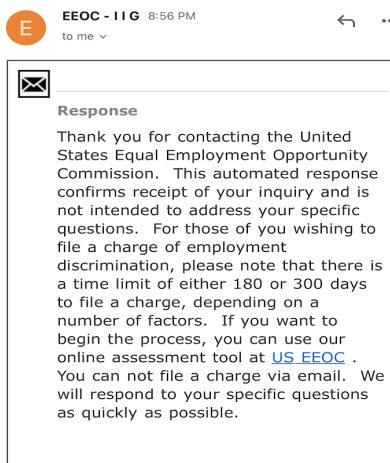 E
EEOC - I I G 8:56 PM
to me
Response
Thank you for contacting the United
States Equal Employment Opportunity
Commission. This automated response
confirms receipt of your inquiry and is
not intended to address your specific
questions. For those of you wishing to
file a charge of employment
discrimination, please note that there is
a time limit of either 180 or 300 days
to file a charge, depending on a
number of factors. If you want to
begin the process, you can use our
online assessment tool at US EEOC .
You can not file a charge via email. We
will respond to your specific questions
as quickly as possible.